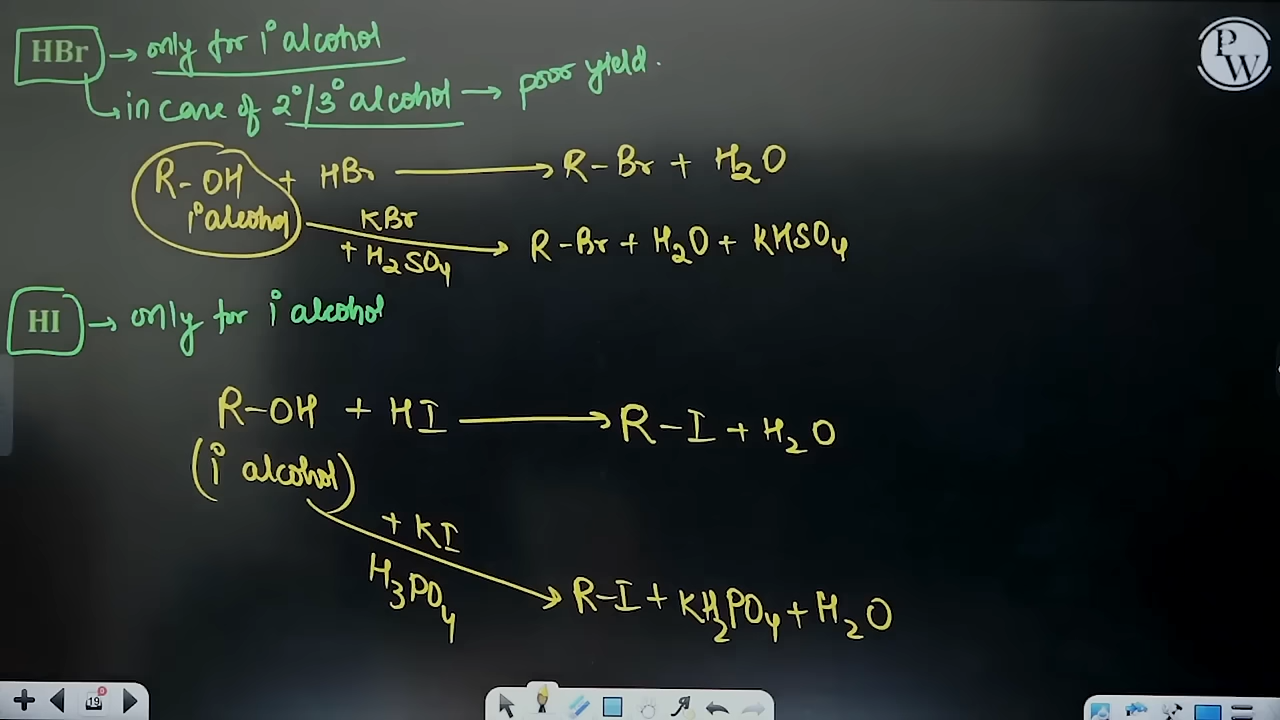 HBr → only for 1° alcohol
in case of 2°/3° alcohol → poor yield.
PW
R-OH + HBr → R-Br + H₂O
1° alcohol
KBr
+ H₂SO₄ → R-Br + H₂O + KHSO₄
HI → only for 1° alcohol
R-OH + HI → R-I + H₂O
(1° alcohol)
+ KI
H₃PO₄ → R-I + KH₂PO₄ + H₂O
19